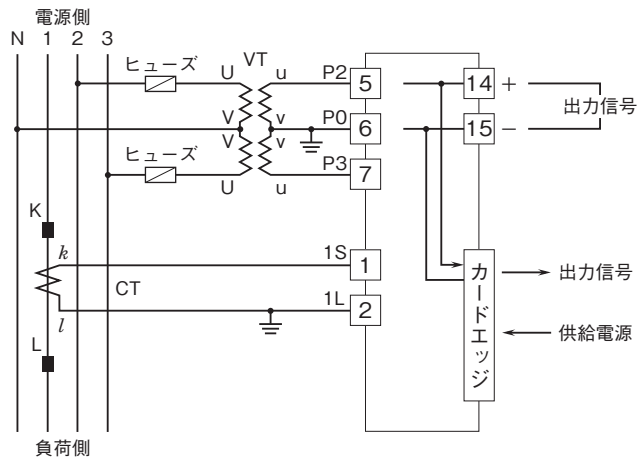 電源側
N 1 2 3
ヒューズ
VT
U
u
P2
5
14 +
出力信号
V
v
P0
6
15 −
V
v
ヒューズ
U
u
P3
7
K
k
1S
1
CT
カードエッジ
出力信号
l
1L
2
供給電源
L
負荷側